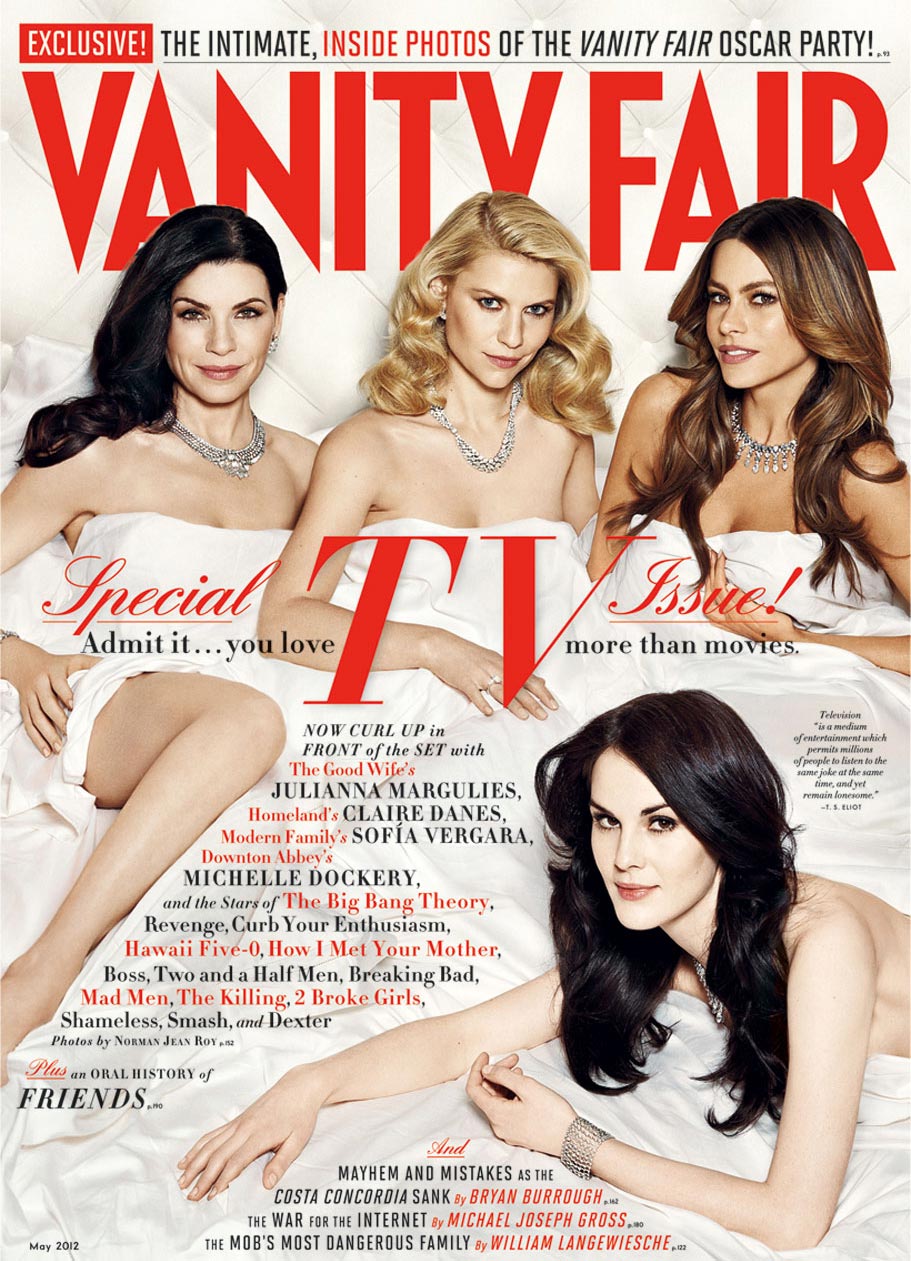 EXCLUSIVE! THE INTIMATE, INSIDE PHOTOS OF THE VANITY FAIR OSCAR PARTY! p. 93
VANITY FAIR
Special TV Issue!
Admit it...you love more than movies.
NOW CURL UP in
FRONT of the SET with
The Good Wife's
JULIANNA MARGULIES,
Homeland's CLAIRE DANES,
Modern Family's SOFÍA VERGARA,
Downton Abbey's
MICHELLE DOCKERY,
and the Stars of The Big Bang Theory,
Revenge, Curb Your Enthusiasm,
Hawaii Five-0, How I Met Your Mother,
Boss, Two and a Half Men, Breaking Bad,
Mad Men, The Killing, 2 Broke Girls,
Shameless, Smash, and Dexter
Photos by NORMAN JEAN ROY p. 152
Television
"is a medium
of entertainment which
permits millions
of people to listen to the
same joke at the same
time, and yet
remain lonesome."
—T. S. ELIOT
Plus an ORAL HISTORY of
FRIENDS p. 190
And
MAYHEM AND MISTAKES AS THE
COSTA CONCORDIA SANK By BRYAN BURROUGH p. 162
THE WAR FOR THE INTERNET By MICHAEL JOSEPH GROSS p. 180
THE MOB'S MOST DANGEROUS FAMILY By WILLIAM LANGEWIESCHE p. 122
May 2012